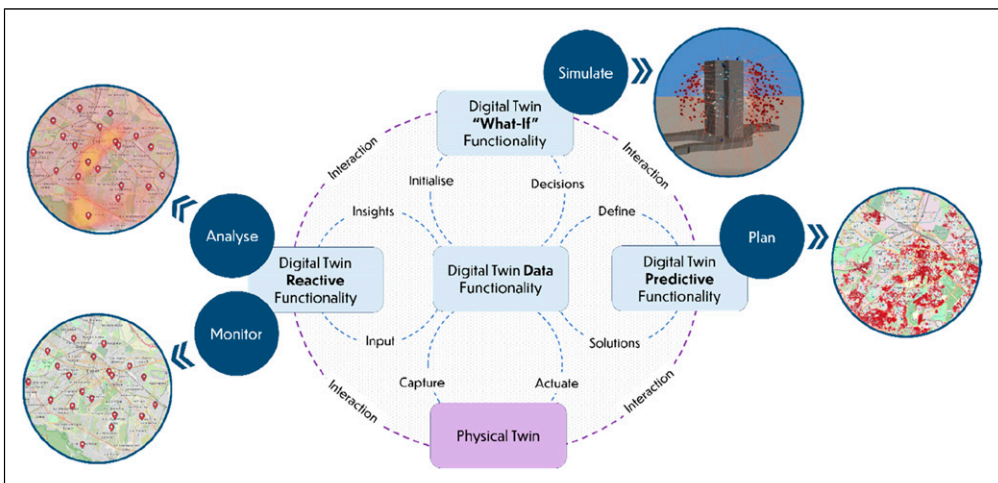 Simulate
Digital Twin
"What-If"
Functionality
Interaction
Interaction
Initialise
Decisions
Insights
Define
Analyse
Plan
Digital Twin
Reactive
Functionality
Digital Twin Data
Functionality
Digital Twin
Predictive
Functionality
Monitor
Input
Solutions
Capture
Actuate
Interaction
Interaction
Physical Twin